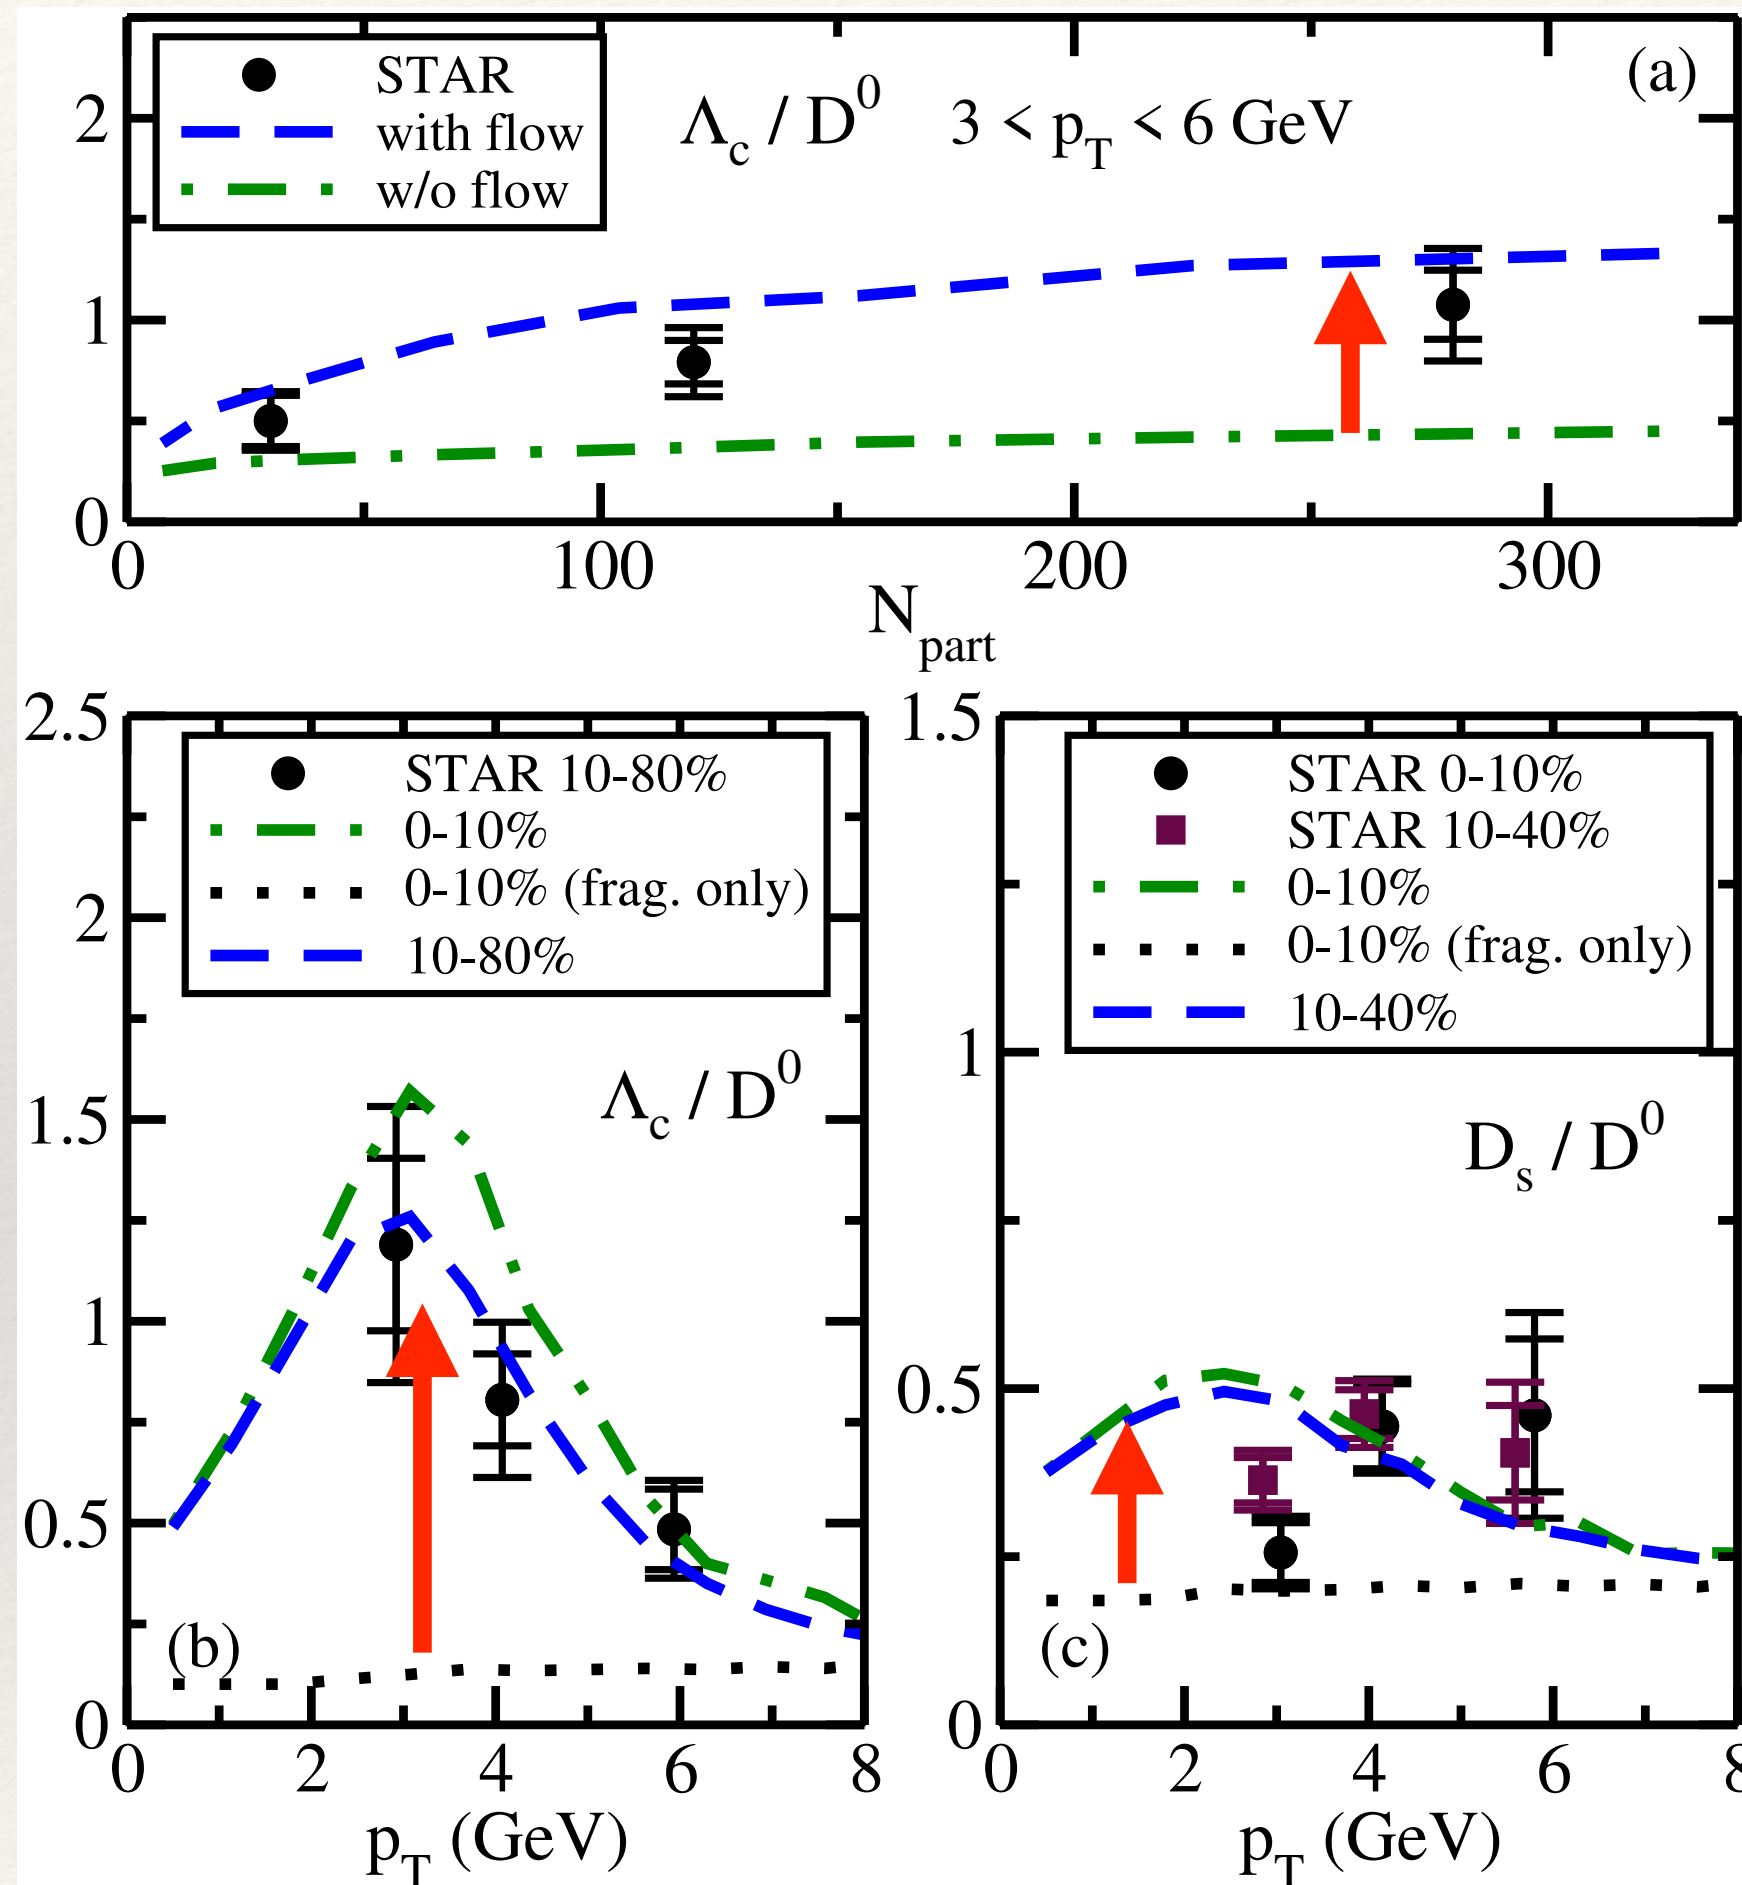 STAR
with flow
w/o flow
Λc / D⁰ 3 < pT < 6 GeV
(a)
2
1
0
0 100 200 300
Npart
2.5
2
1.5
1
0.5
0
STAR 10-80%
0-10%
0-10% (frag. only)
10-80%
Λc / D⁰
(b)
0 2 4 6 8
pT (GeV)
1.5
1
0.5
0
STAR 0-10%
STAR 10-40%
0-10%
0-10% (frag. only)
10-40%
Ds / D⁰
(c)
0 2 4 6 8
pT (GeV)